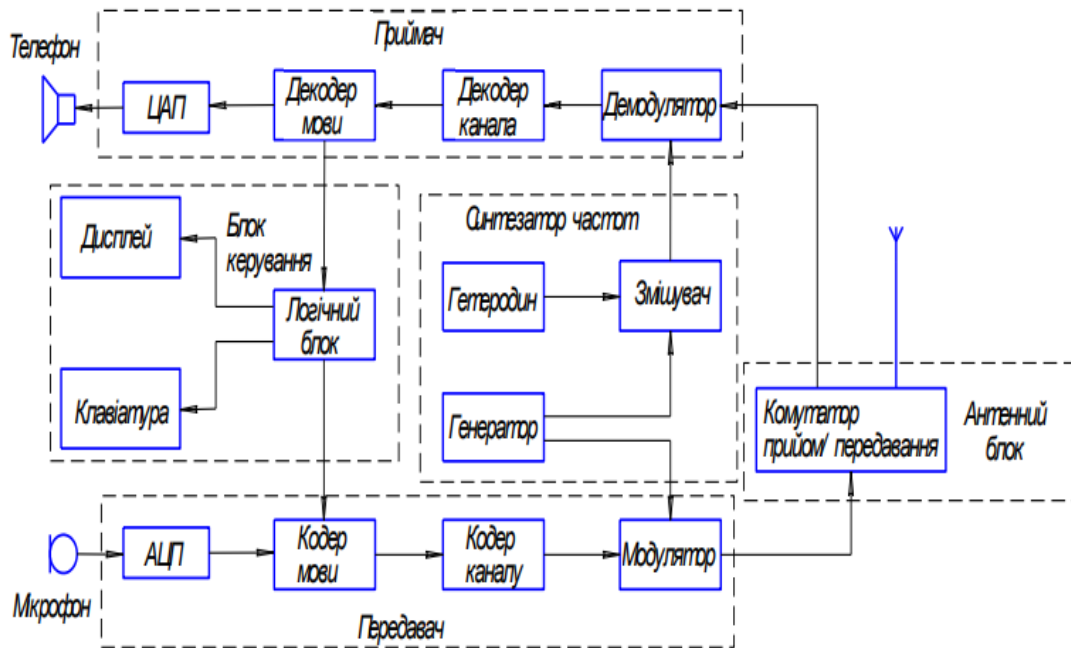 Приймач
Телефон
ЦАП
Декодер
мови
Декодер
канала
Демодулятор
Дисплей
Блок
керування
Логічний
блок
Клавіатура
Синтезатор частот
Гетеродин
Змішувач
Генератор
Комутатор
прийом/ передавання
Антенний
блок
Мікрофон
АЦП
Кодер
мови
Кодер
каналу
Модулятор
Передавач